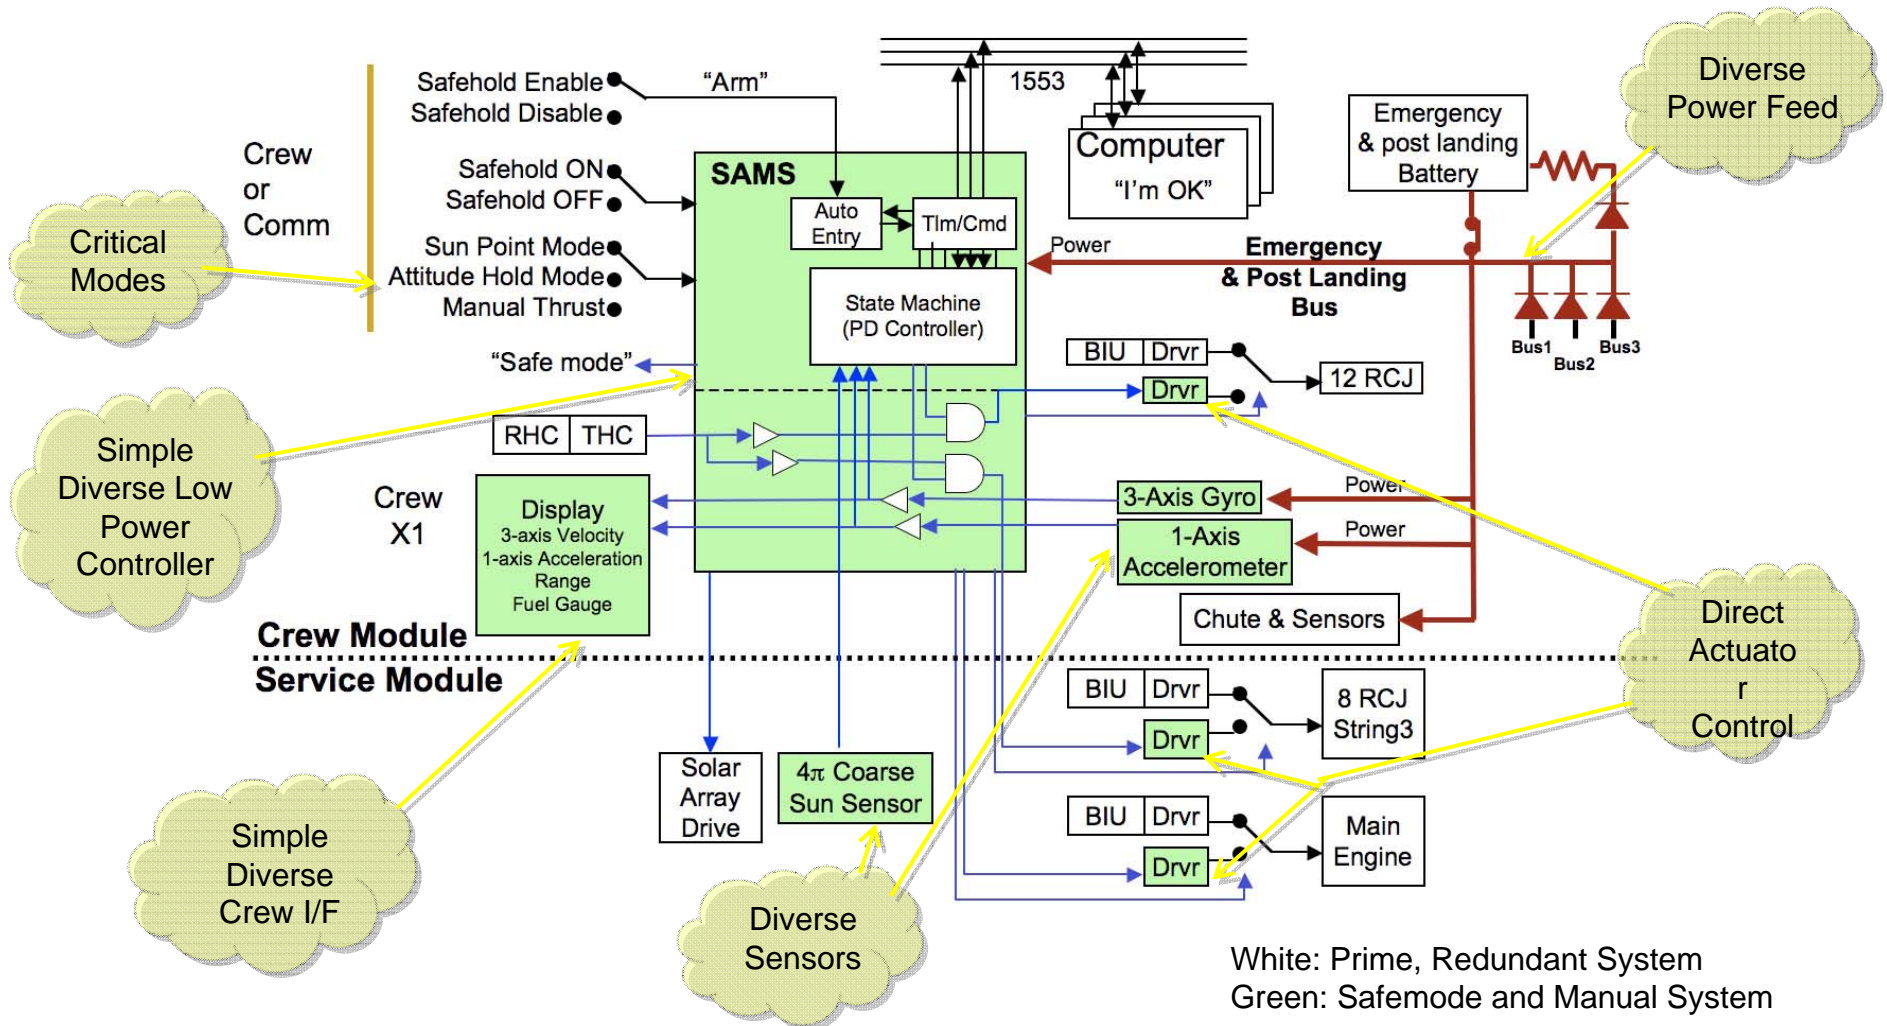 Safehold Enable
Safehold Disable
"Arm"
1553
Diverse
Power Feed
Crew
or
Comm
Safehold ON
Safehold OFF
SAMS
Computer
"I'm OK"
Emergency
& post landing
Battery
Auto
Entry
Tlm/Cmd
Critical
Modes
Sun Point Mode
Attitude Hold Mode
Manual Thrust
Power
Emergency
& Post Landing
Bus
State Machine
(PD Controller)
Bus1
Bus2
Bus3
"Safe mode"
BIU
Drvr
Drvr
12 RCJ
RHC
THC
Simple
Diverse Low
Power
Controller
Crew
X1
Display
3-axis Velocity
1-axis Acceleration
Range
Fuel Gauge
3-Axis Gyro
Power
1-Axis
Accelerometer
Power
Chute & Sensors
Direct
Actuato
r
Control
Crew Module
Service Module
BIU
Drvr
Drvr
8 RCJ
String3
Solar
Array
Drive
4π Coarse
Sun Sensor
BIU
Drvr
Drvr
Main
Engine
Simple
Diverse
Crew I/F
Diverse
Sensors
White: Prime, Redundant System
Green: Safemode and Manual System